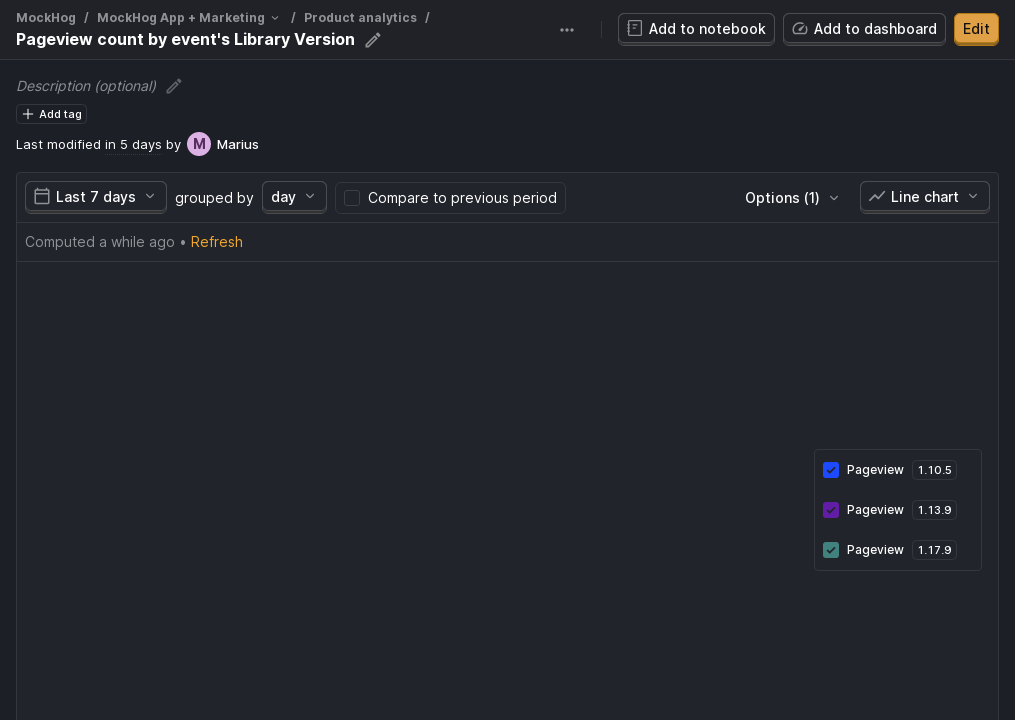 MockHog / MockHog App + Marketing / Product analytics /
Pageview count by event's Library Version
Add to notebook
Add to dashboard
Edit
Description (optional)
Add tag
Last modified in 5 days by M Marius
Last 7 days grouped by day Compare to previous period Options (1) Line chart
Computed a while ago • Refresh
Pageview 1.10.5
Pageview 1.13.9
Pageview 1.17.9